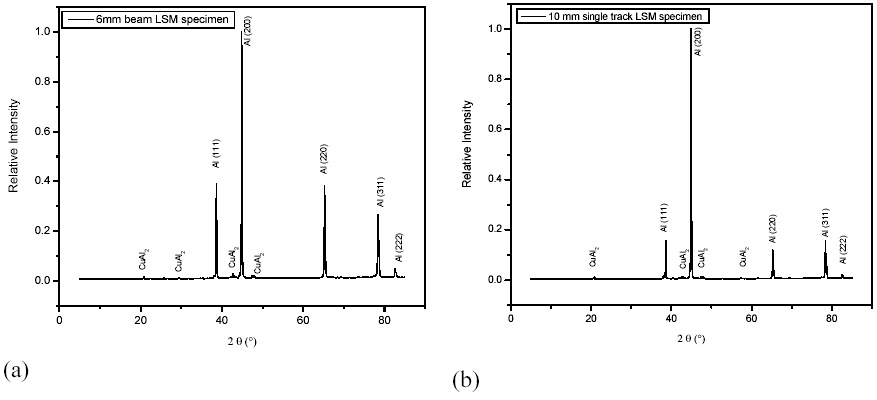 6mm beam LSM specimen
Relative Intensity
1.0
0.8
0.6
0.4
0.2
0.0
CuAl2
CuAl2
Al (111)
CuAl2
Al (200)
CuAl2
Al (220)
Al (311)
Al (222)
0
20
40
60
80
2 θ (°)
(a)
10 mm single track LSM specimen
Relative Intensity
1.0
0.8
0.6
0.4
0.2
0.0
CuAl2
Al (111)
CuAl2
Al (200)
CuAl2
CuAl2
Al (220)
Al (311)
Al (222)
0
20
40
60
80
2 θ (°)
(b)